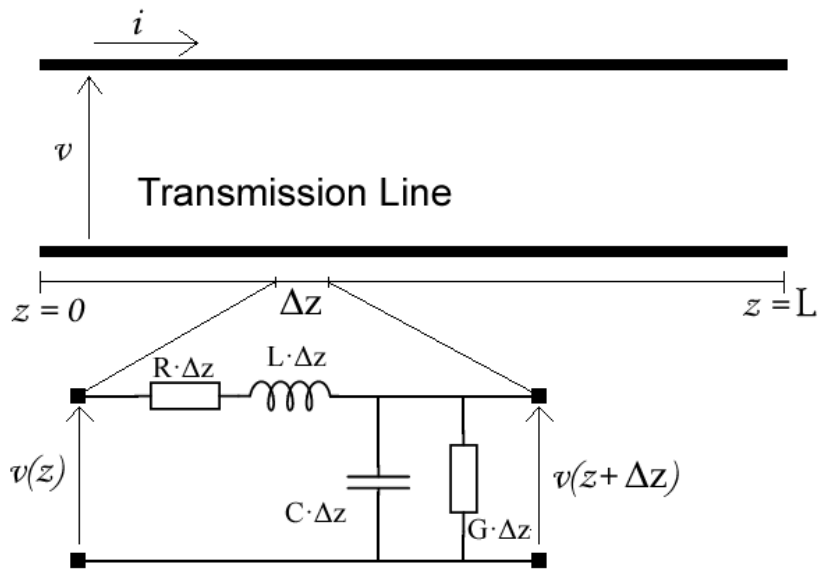 i
v
Transmission Line
z = 0
Δz
z = L
R·Δz
L·Δz
v(z)
v(z+ Δz)
C·Δz
G·Δz